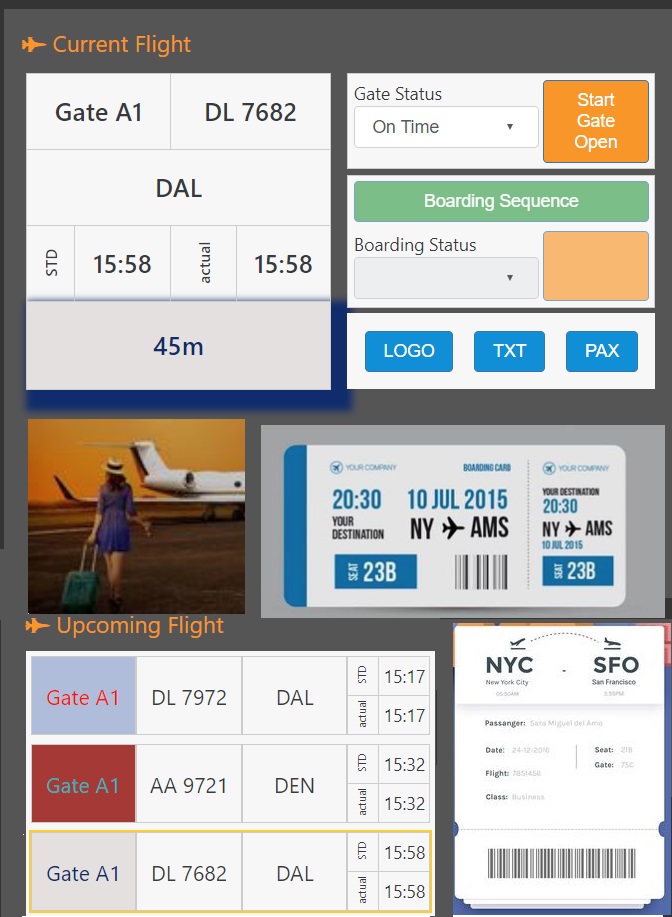 Current Flight
Gate A1
DL 7682
DAL
STD
15:58
actual
15:58
45m
Gate Status
On Time
Start
Gate
Open
Boarding Sequence
Boarding Status
LOGO
TXT
PAX
YOUR COMPANY
BOARDING CARD
20:30
10 JUL 2015
YOUR
DESTINATION
NY AMS
SEAT
23B
YOUR COMPANY
YOUR DESTINATION
20:30
NY AMS
10 JUL 2015
SEAT
23B
Upcoming Flight
Gate A1
DL 7972
DAL
STD
15:17
actual
15:17
Gate A1
AA 9721
DEN
STD
15:32
actual
15:32
Gate A1
DL 7682
DAL
STD
15:58
actual
15:58
NYC - SFO
New York City
San Francisco
05:30AM
5:55PM
Passanger: Sara Miguel del Amo
Date: 24-12-2016
Seat: 21B
Gate: 75C
Flight: 7851456
Class: Business